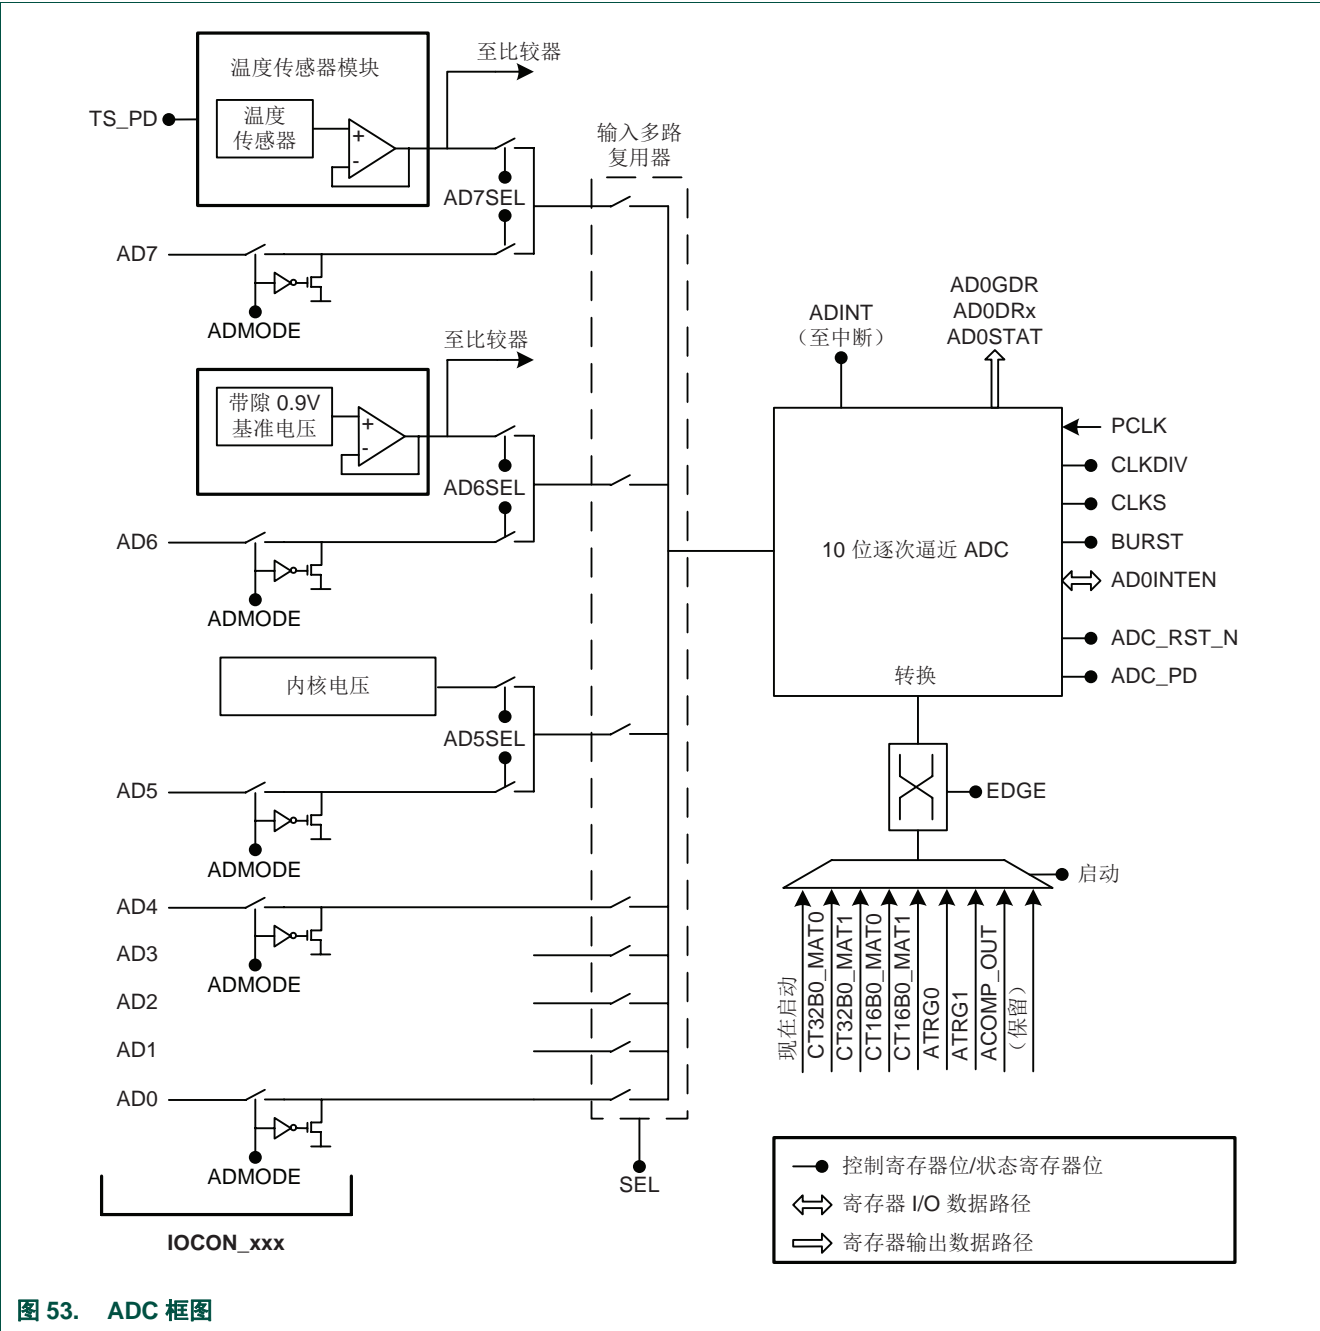 至比较器
温度传感器模块
温度
传感器
TS_PD
+
-
输入多路
复用器
AD7SEL
AD7
ADMODE
至比较器
带隙 0.9V
基准电压
+
-
AD6SEL
AD6
ADMODE
内核电压
AD5SEL
AD5
ADMODE
AD4
AD3
ADMODE
AD2
AD1
AD0
ADMODE
SEL
IOCON_xxx
ADINT
（至中断）
AD0GDR
AD0DRx
AD0STAT
PCLK
CLKDIV
CLKS
BURST
AD0INTEN
ADC_RST_N
ADC_PD
10 位逐次逼近 ADC
转换
EDGE
启动
现在启动
CT32B0_MAT0
CT32B0_MAT1
CT16B0_MAT0
CT16B0_MAT1
ATRG0
ATRG1
ACOMP_OUT
（保留）
控制寄存器位/状态寄存器位
寄存器 I/O 数据路径
寄存器输出数据路径
图 53. ADC 框图